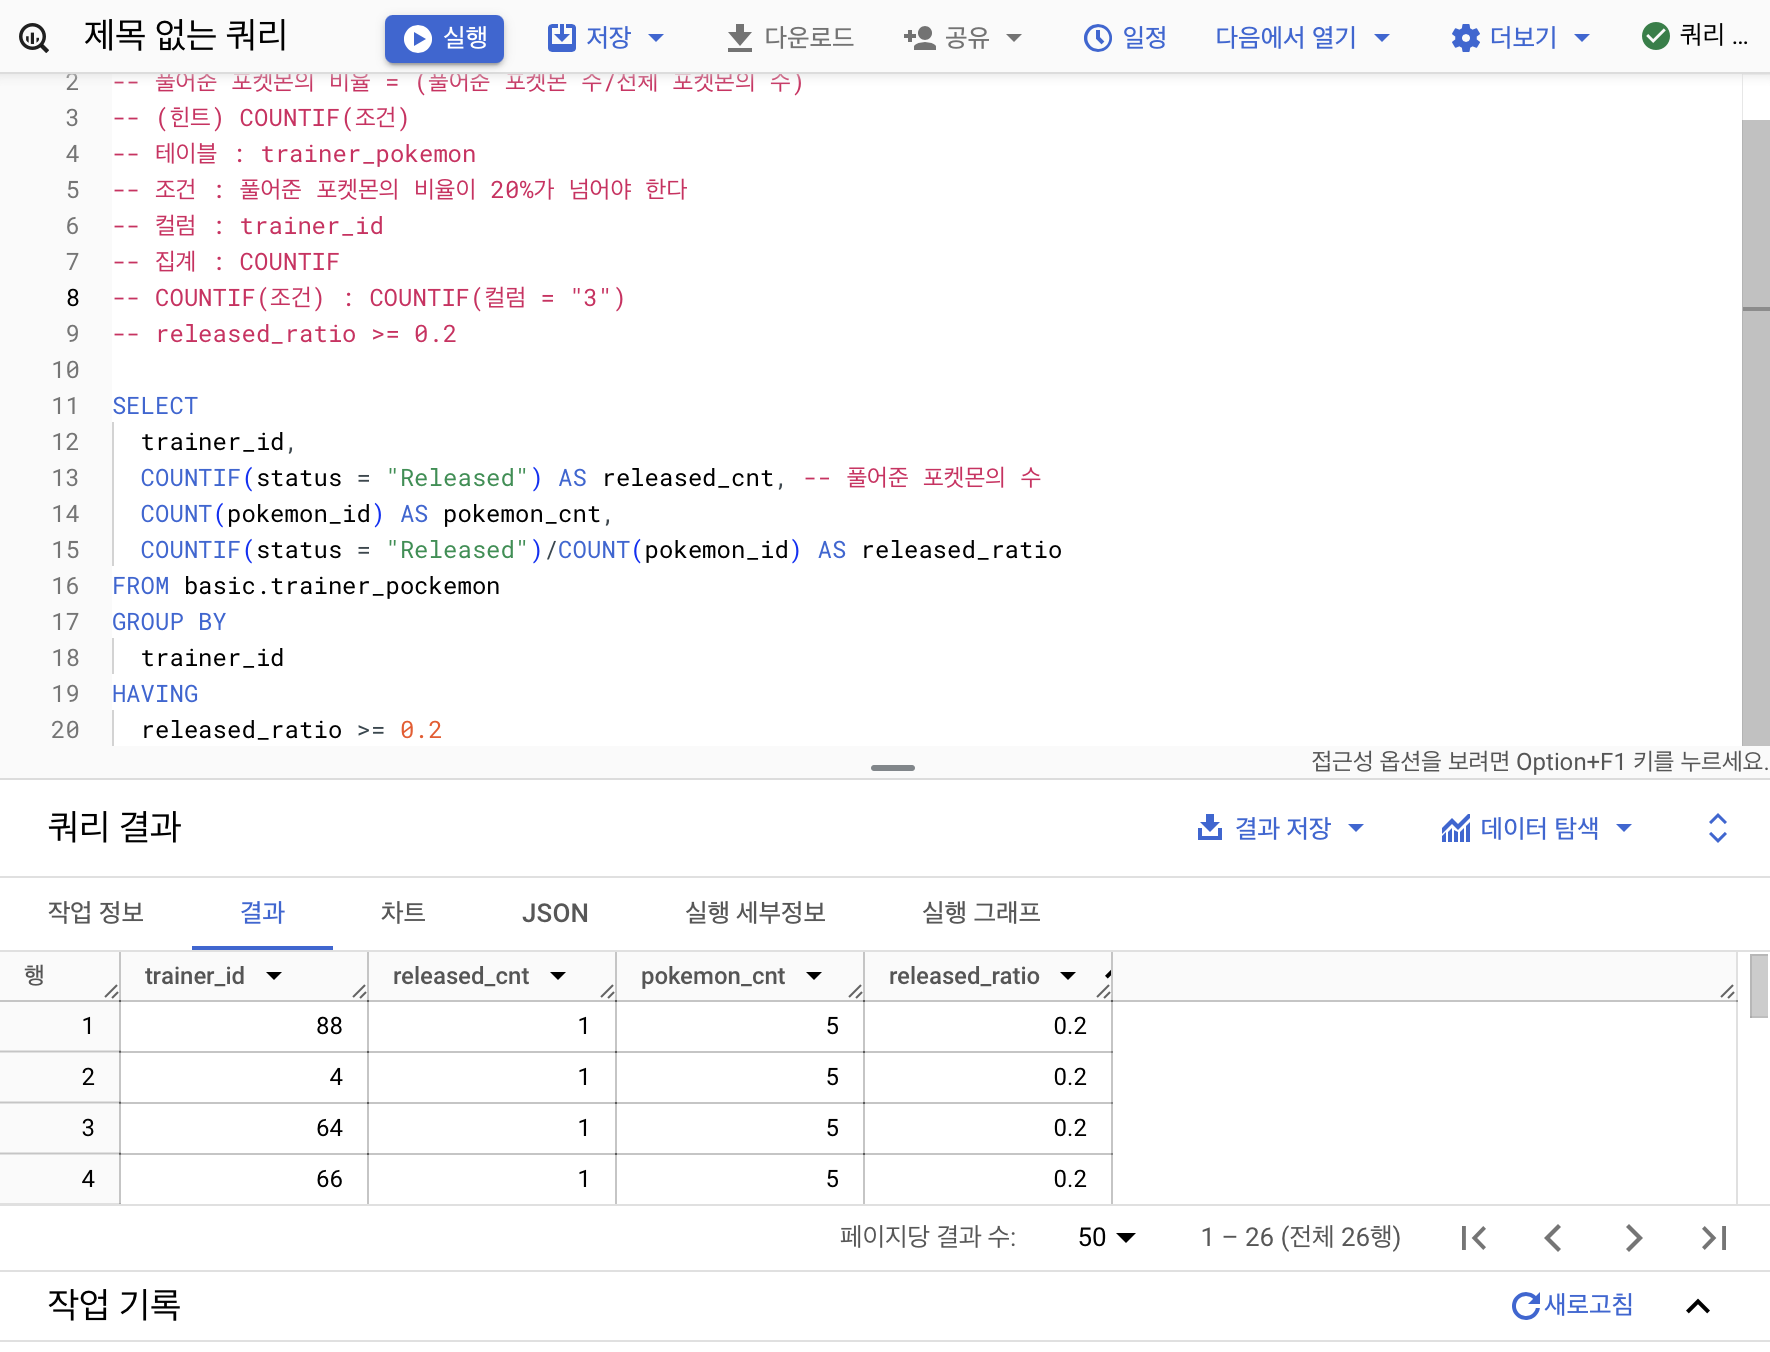 제목 없는 쿼리 실행 저장 다운로드 공유 일정 다음에서 열기 더보기 쿼리 ...
2 -- 풀어준 포켓몬의 비율 = (풀어준 포켓몬 수/전체 포켓몬의 수)
3 -- (힌트) COUNTIF(조건)
4 -- 테이블 : trainer_pokemon
5 -- 조건 : 풀어준 포켓몬의 비율이 20%가 넘어야 한다
6 -- 컬럼 : trainer_id
7 -- 집계 : COUNTIF
8 -- COUNTIF(조건) : COUNTIF(컬럼 = "3")
9 -- released_ratio >= 0.2
10
11 SELECT
12 trainer_id,
13 COUNTIF(status = "Released") AS released_cnt, -- 풀어준 포켓몬의 수
14 COUNT(pokemon_id) AS pokemon_cnt,
15 COUNTIF(status = "Released")/COUNT(pokemon_id) AS released_ratio
16 FROM basic.trainer_pockemon
17 GROUP BY
18 trainer_id
19 HAVING
20 released_ratio >= 0.2
접근성 옵션을 보려면 Option+F1 키를 누르세요.
쿼리 결과 결과 저장 데이터 탐색
작업 정보 결과 차트 JSON 실행 세부정보 실행 그래프
행 trainer_id released_cnt pokemon_cnt released_ratio
1 88 1 5 0.2
2 4 1 5 0.2
3 64 1 5 0.2
4 66 1 5 0.2
페이지당 결과 수: 50 1 – 26 (전체 26행)
작업 기록 새로고침